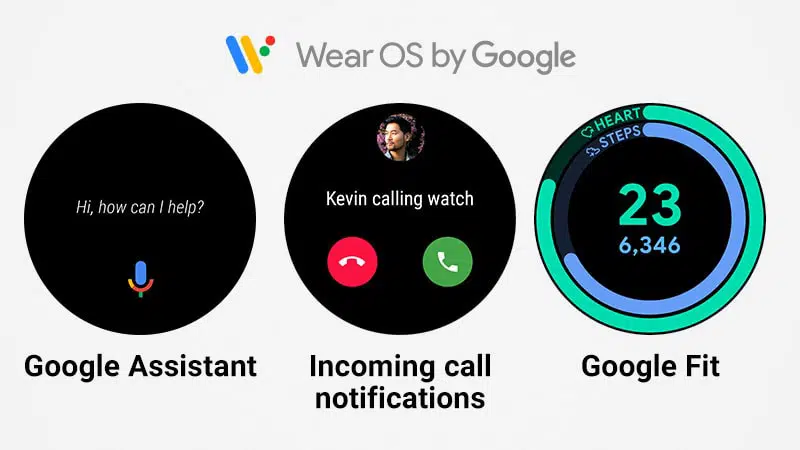 Wear OS by Google
Hi, how can I help?
Kevin calling watch
HEART
STEPS
23
6,346
Google Assistant
Incoming call
notifications
Google Fit